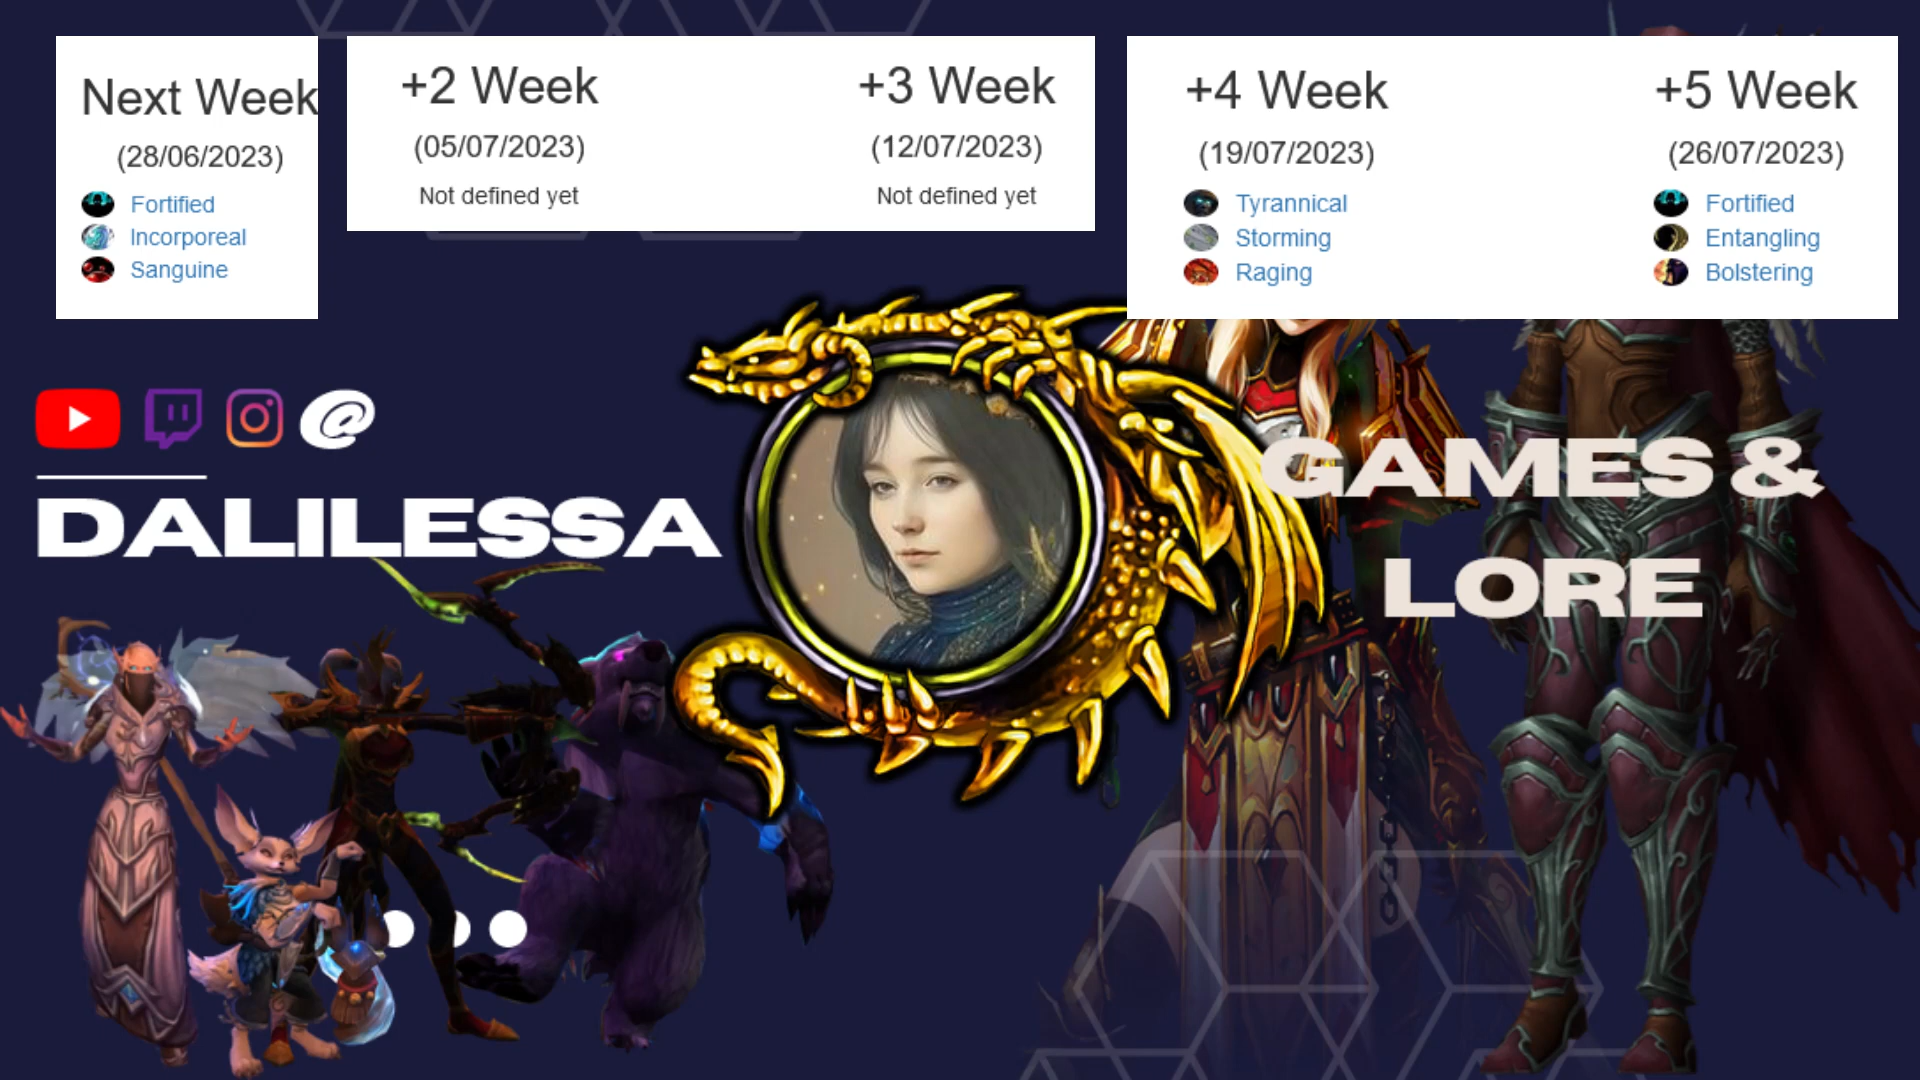 Next Week
(28/06/2023)
Fortified
Incorporeal
Sanguine
+2 Week
(05/07/2023)
Not defined yet
+3 Week
(12/07/2023)
Not defined yet
+4 Week
(19/07/2023)
Tyrannical
Storming
Raging
+5 Week
(26/07/2023)
Fortified
Entangling
Bolstering
@
DALILESSA
GAMES &
LORE